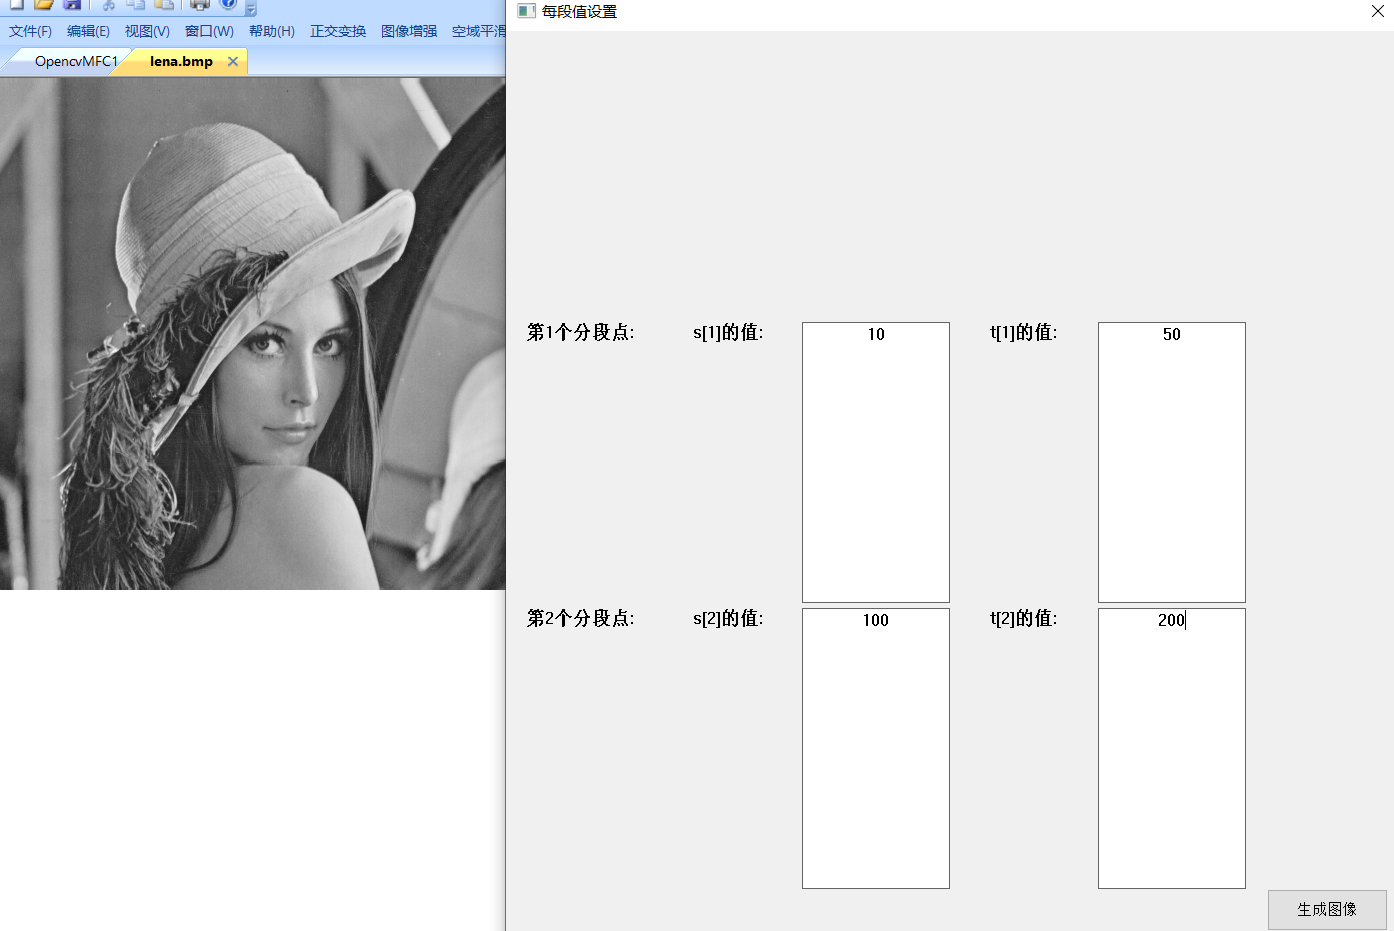 每段值设置
文件(F) 编辑(E) 视图(V) 窗口(W) 帮助(H) 正交变换 图像增强 空域平滑
OpencvMFC1 lena.bmp
第1个分段点: s[1]的值: 10 t[1]的值: 50
第2个分段点: s[2]的值: 100 t[2]的值: 200
生成图像